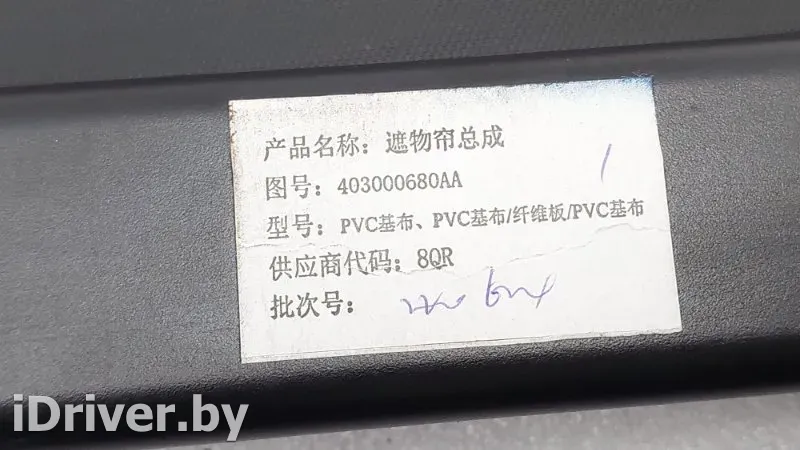 产品名称：遮物帘总成
图号：403000680AA
型号：PVC基布、PVC基布/纤维板/PVC基布
供应商代码：8QR
批次号：
iDriver.by